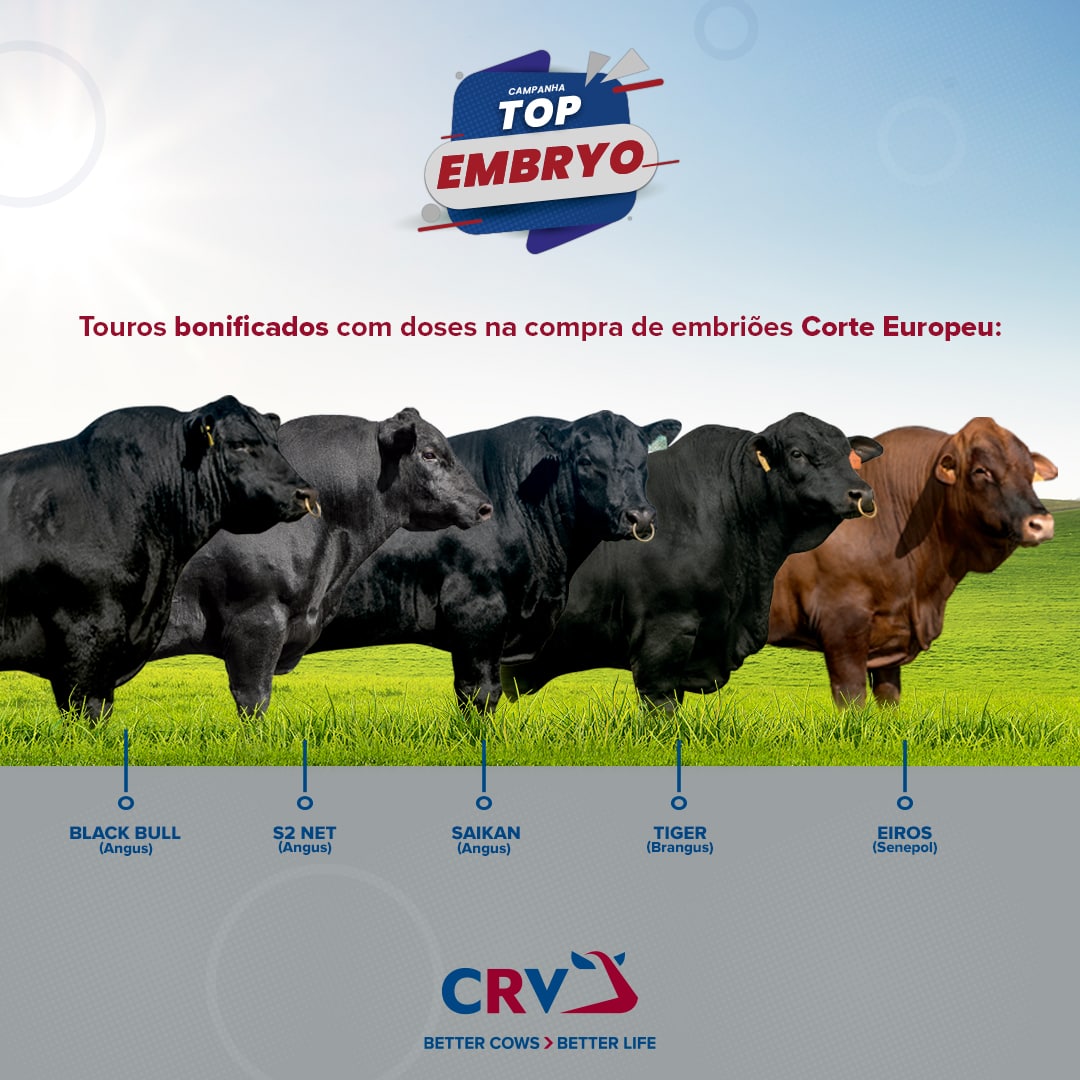 CAMPANHA
TOP
EMBRYO
Touros bonificados com doses na compra de embriões Corte Europeu:
BLACK BULL
(Angus)
S2 NET
(Angus)
SAIKAN
(Angus)
TIGER
(Brangus)
EIROS
(Senepol)
CRV
BETTER COWS > BETTER LIFE